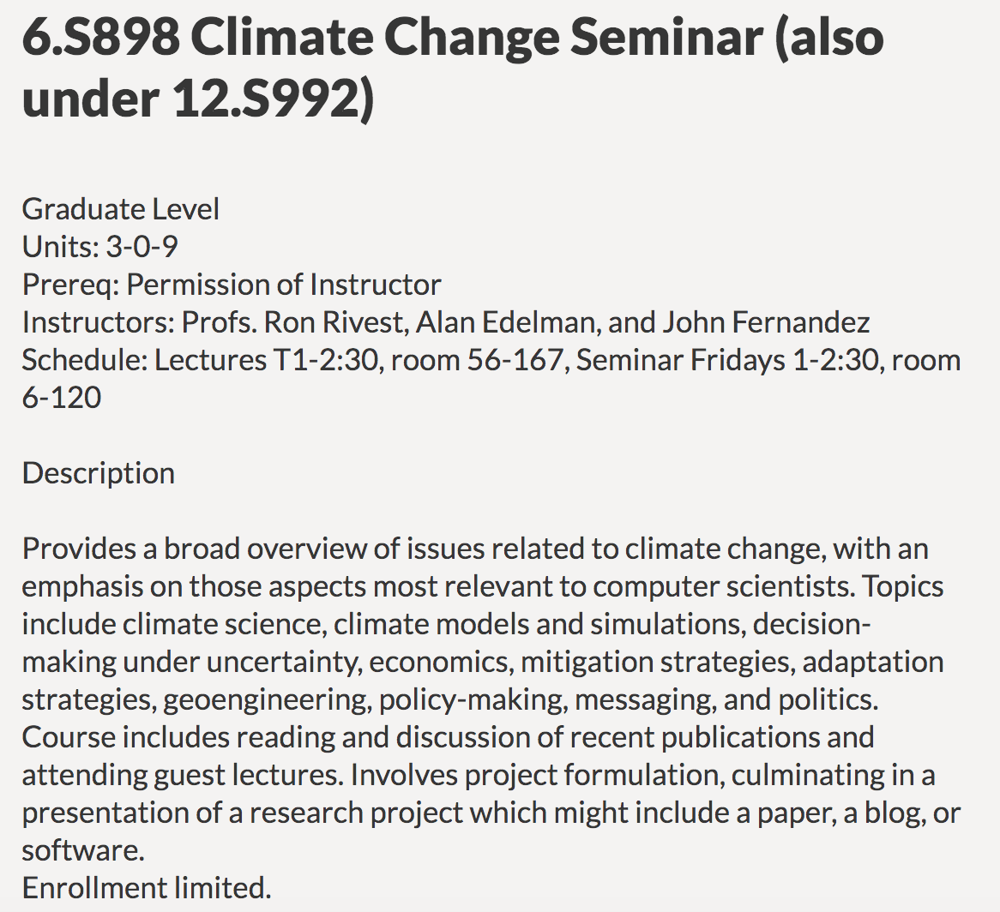 6.S898 Climate Change Seminar (also
under 12.S992)
Graduate Level
Units: 3-0-9
Prereq: Permission of Instructor
Instructors: Profs. Ron Rivest, Alan Edelman, and John Fernandez
Schedule: Lectures T1-2:30, room 56-167, Seminar Fridays 1-2:30, room
6-120
Description
Provides a broad overview of issues related to climate change, with an
emphasis on those aspects most relevant to computer scientists. Topics
include climate science, climate models and simulations, decision-
making under uncertainty, economics, mitigation strategies, adaptation
strategies, geoengineering, policy-making, messaging, and politics.
Course includes reading and discussion of recent publications and
attending guest lectures. Involves project formulation, culminating in a
presentation of a research project which might include a paper, a blog, or
software.
Enrollment limited.